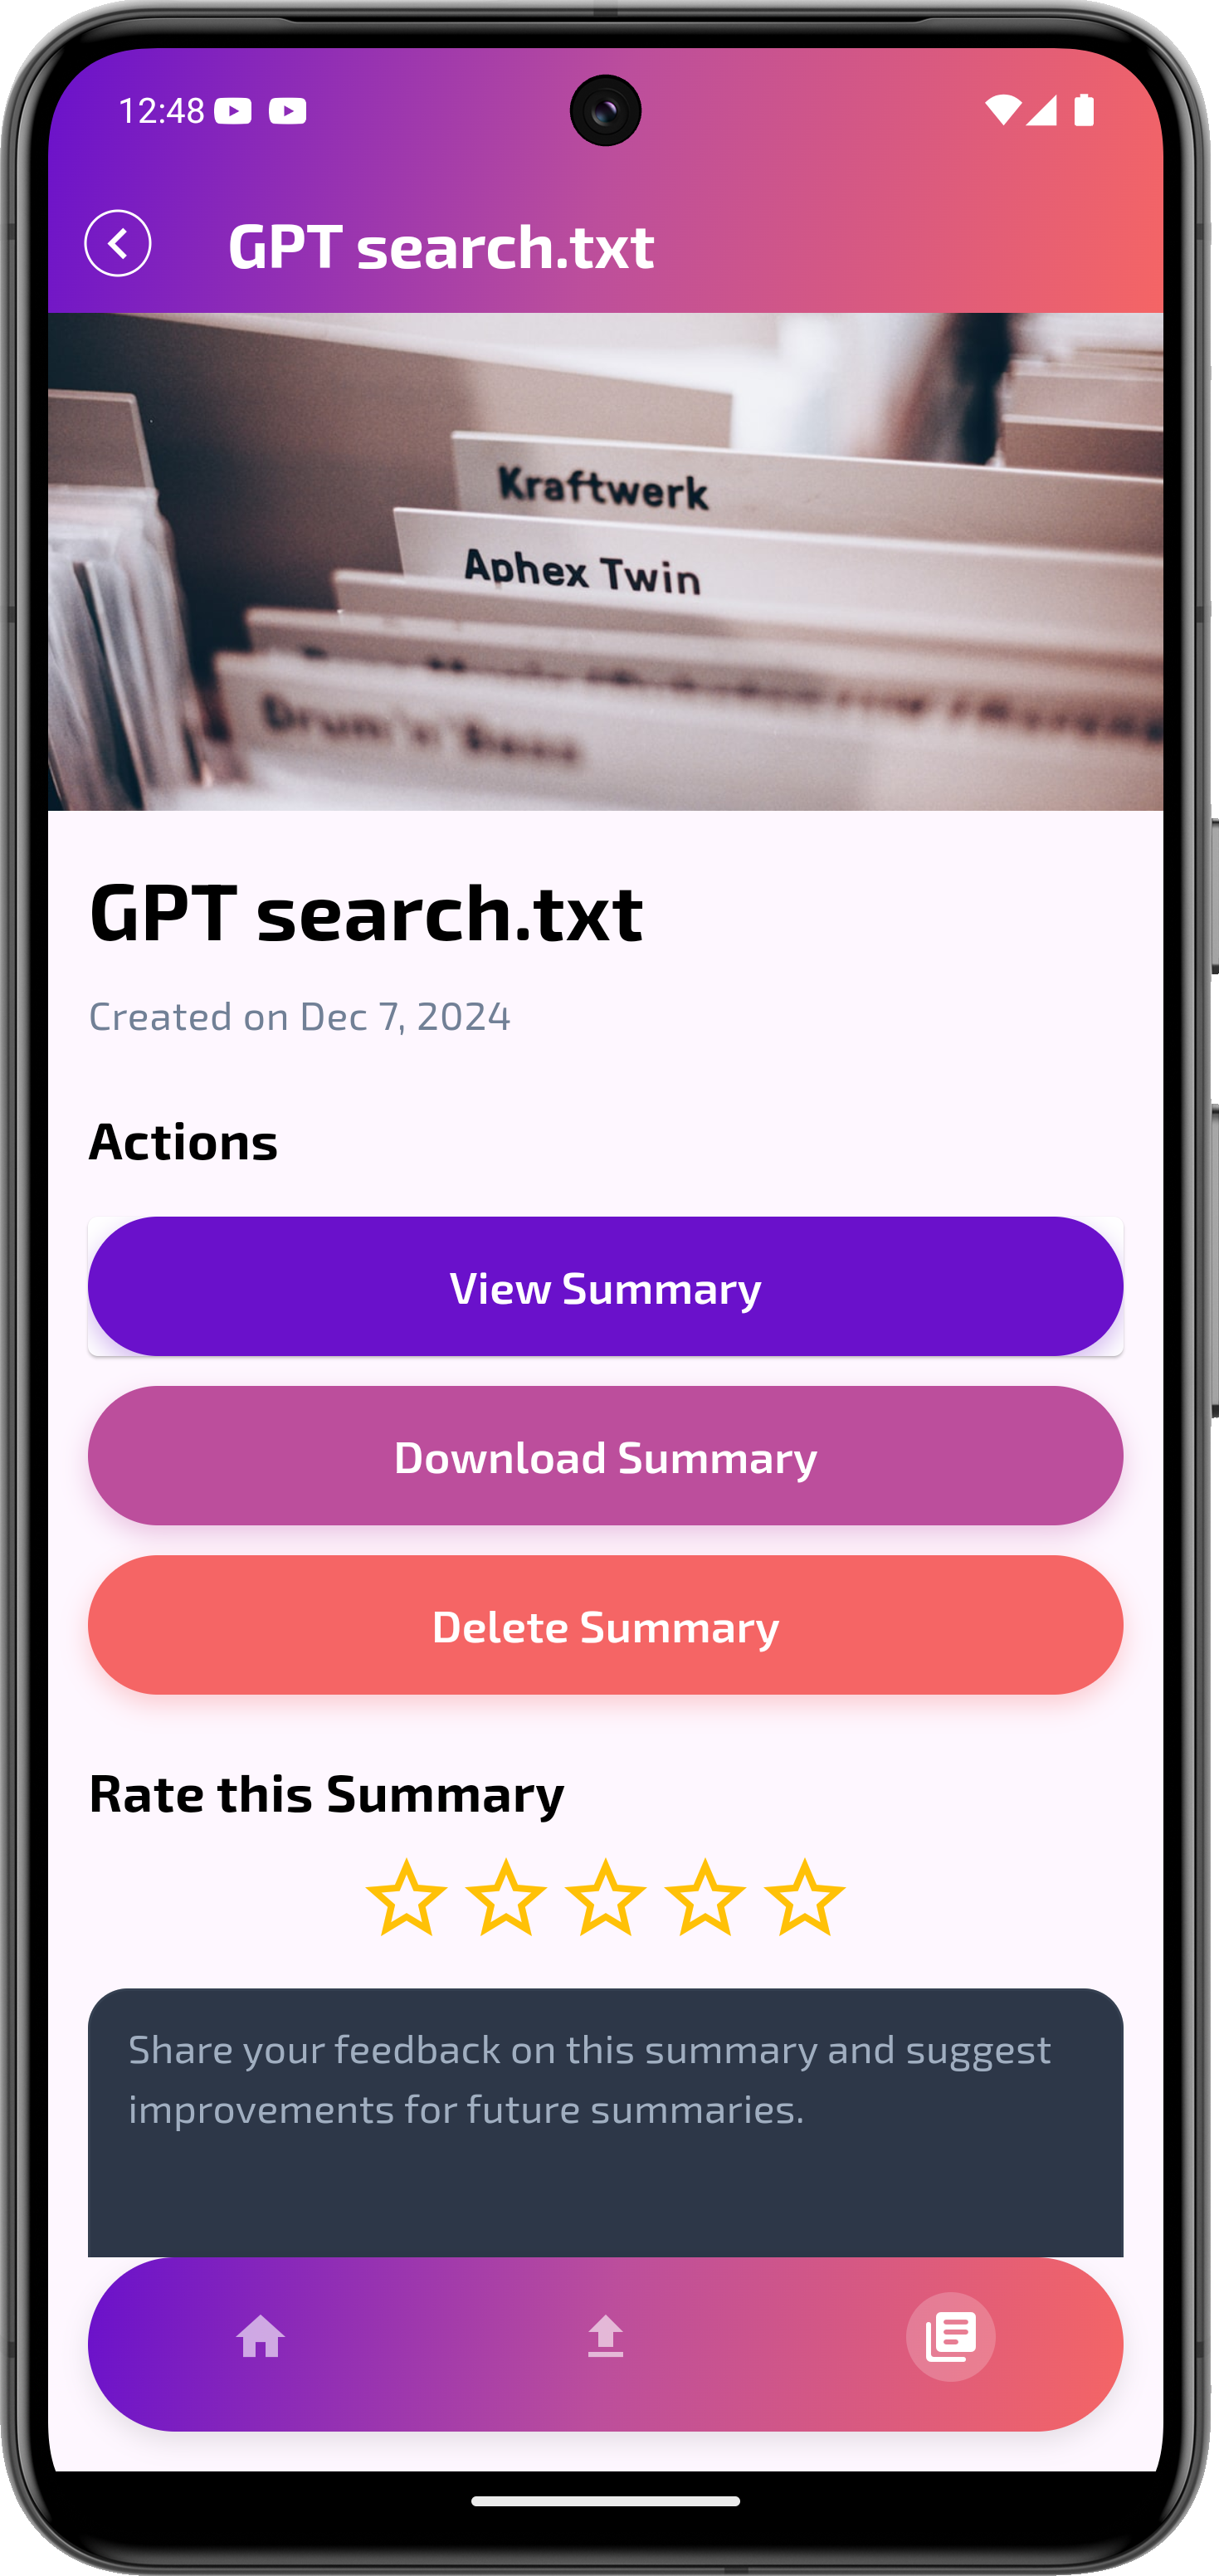 12:48
GPT search.txt
Kraftwerk
Aphex Twin
Drum'n'Bass
GPT search.txt
Created on Dec 7, 2024
Actions
View Summary
Download Summary
Delete Summary
Rate this Summary
Share your feedback on this summary and suggest
improvements for future summaries.